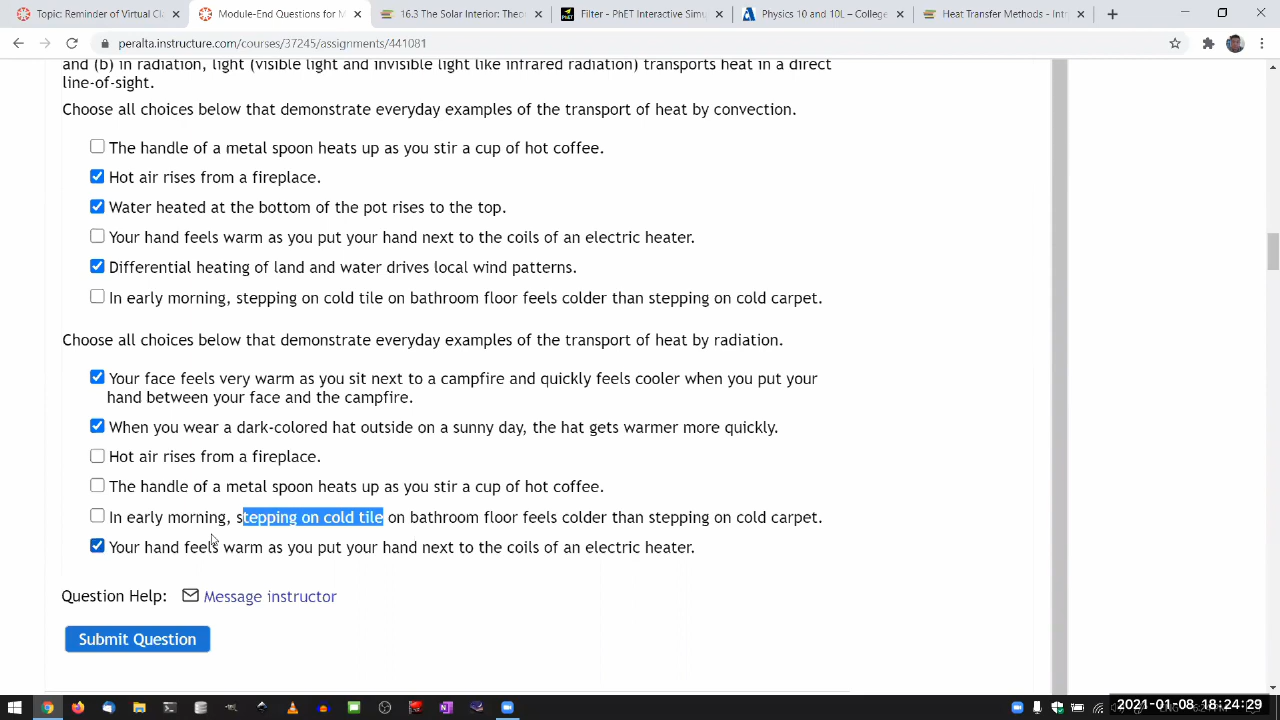 Topic: Reminder of Virtual Cl
Module-End Questions for M
16.3 The Solar Interior: Theor
Filter - PhET Interactive Simu
Physics 10 and 10L – College
Heat Transfer Methods - Intr
peralta.instructure.com/courses/37245/assignments/441081
and (b) in radiation, light (visible light and invisible light like infrared radiation) transports heat in a direct
line-of-sight.
Choose all choices below that demonstrate everyday examples of the transport of heat by convection.
The handle of a metal spoon heats up as you stir a cup of hot coffee.
Hot air rises from a fireplace.
Water heated at the bottom of the pot rises to the top.
Your hand feels warm as you put your hand next to the coils of an electric heater.
Differential heating of land and water drives local wind patterns.
In early morning, stepping on cold tile on bathroom floor feels colder than stepping on cold carpet.
Choose all choices below that demonstrate everyday examples of the transport of heat by radiation.
Your face feels very warm as you sit next to a campfire and quickly feels cooler when you put your
hand between your face and the campfire.
When you wear a dark-colored hat outside on a sunny day, the hat gets warmer more quickly.
Hot air rises from a fireplace.
The handle of a metal spoon heats up as you stir a cup of hot coffee.
In early morning, stepping on cold tile on bathroom floor feels colder than stepping on cold carpet.
Your hand feels warm as you put your hand next to the coils of an electric heater.
Question Help: Message instructor
Submit Question
2021-01-08 18:24:29